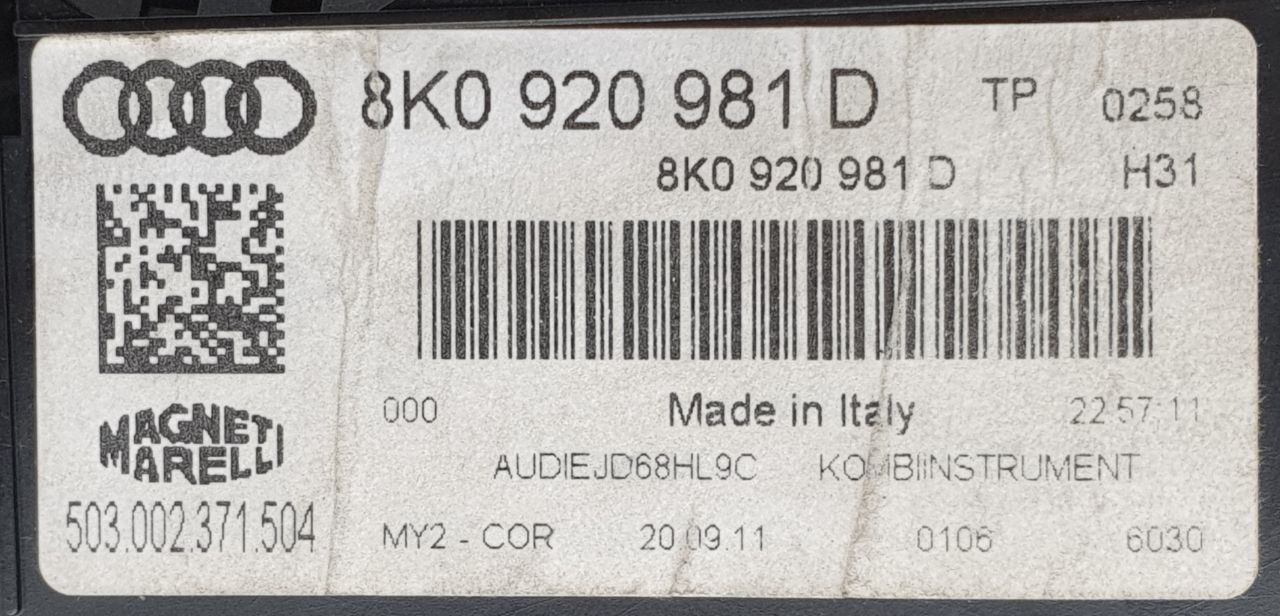 8K0 920 981 D TP 0258
8K0 920 981 D H31
000 Made in Italy 22:57:11
MAGNETI
MARELLI
AUDIEJD68HL9C KOMBIINSTRUMENT
503.002.371.504
MY2 - COR 20.09.11 0106 6030